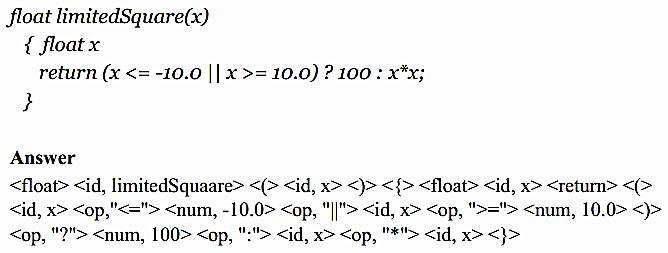 float limitedSquare(x)
{ float x
return (x <= -10.0 || x >= 10.0) ? 100 : x*x;
}
Answer
<float> <id, limitedSquaare> <(> <id, x> <)> <{> <float> <id, x> <return> <(>
<id, x> <op,"<="> <num, -10.0> <op, "||"> <id, x> <op, ">="> <num, 10.0> <)>
<op, "?"> <num, 100> <op, ":"> <id, x> <op, "*"> <id, x> <}>